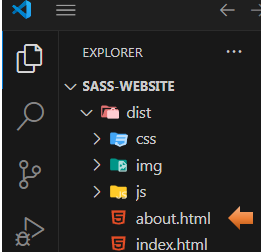 EXPLORER
SASS-WEBSITE
dist
css
img
js
about.html
index.html